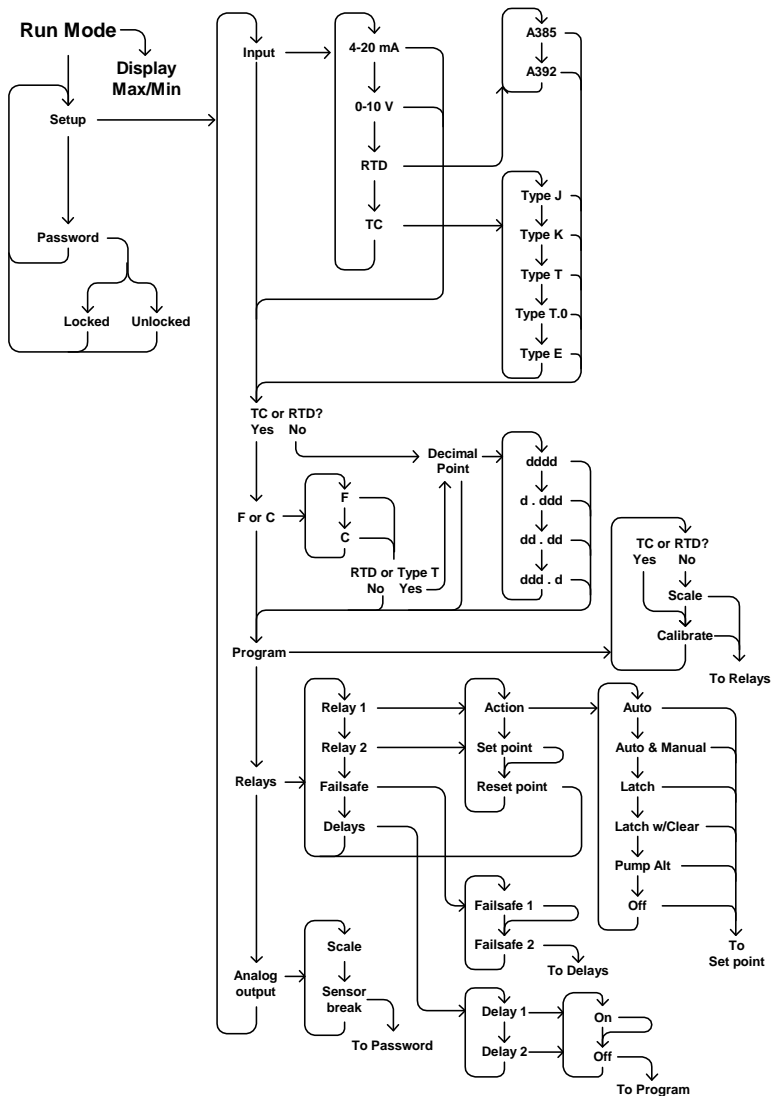 Run Mode
Display
Max/Min
Setup
Password
Locked
Unlocked
Input
4-20 mA
0-10 V
RTD
TC
A385
A392
Type J
Type K
Type T
Type T.0
Type E
TC or RTD?
Yes No
F or C
F
C
RTD or Type T
No Yes
Decimal
Point
dddd
d . ddd
dd . dd
ddd . d
Program
TC or RTD?
Yes No
Scale
Calibrate
To Relays
Relays
Relay 1
Relay 2
Failsafe
Delays
Action
Set point
Reset point
Auto
Auto & Manual
Latch
Latch w/Clear
Pump Alt
Off
To
Set point
Failsafe 1
Failsafe 2
To Delays
Analog
output
Scale
Sensor
break
To Password
Delay 1
Delay 2
On
Off
To Program